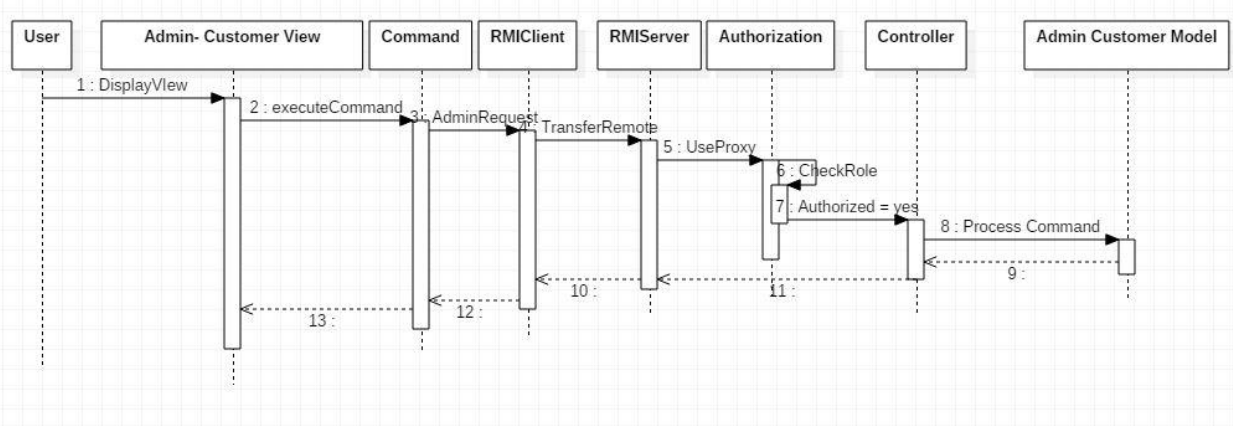 User
Admin- Customer View
Command
RMIClient
RMIServer
Authorization
Controller
Admin Customer Model
1 : DisplayVIew
2 : executeCommand
3 : AdminRequest
4 : TransferRemote
5 : UseProxy
6 : CheckRole
7 : Authorized = yes
8 : Process Command
9 :
10 :
11 :
12 :
13 :